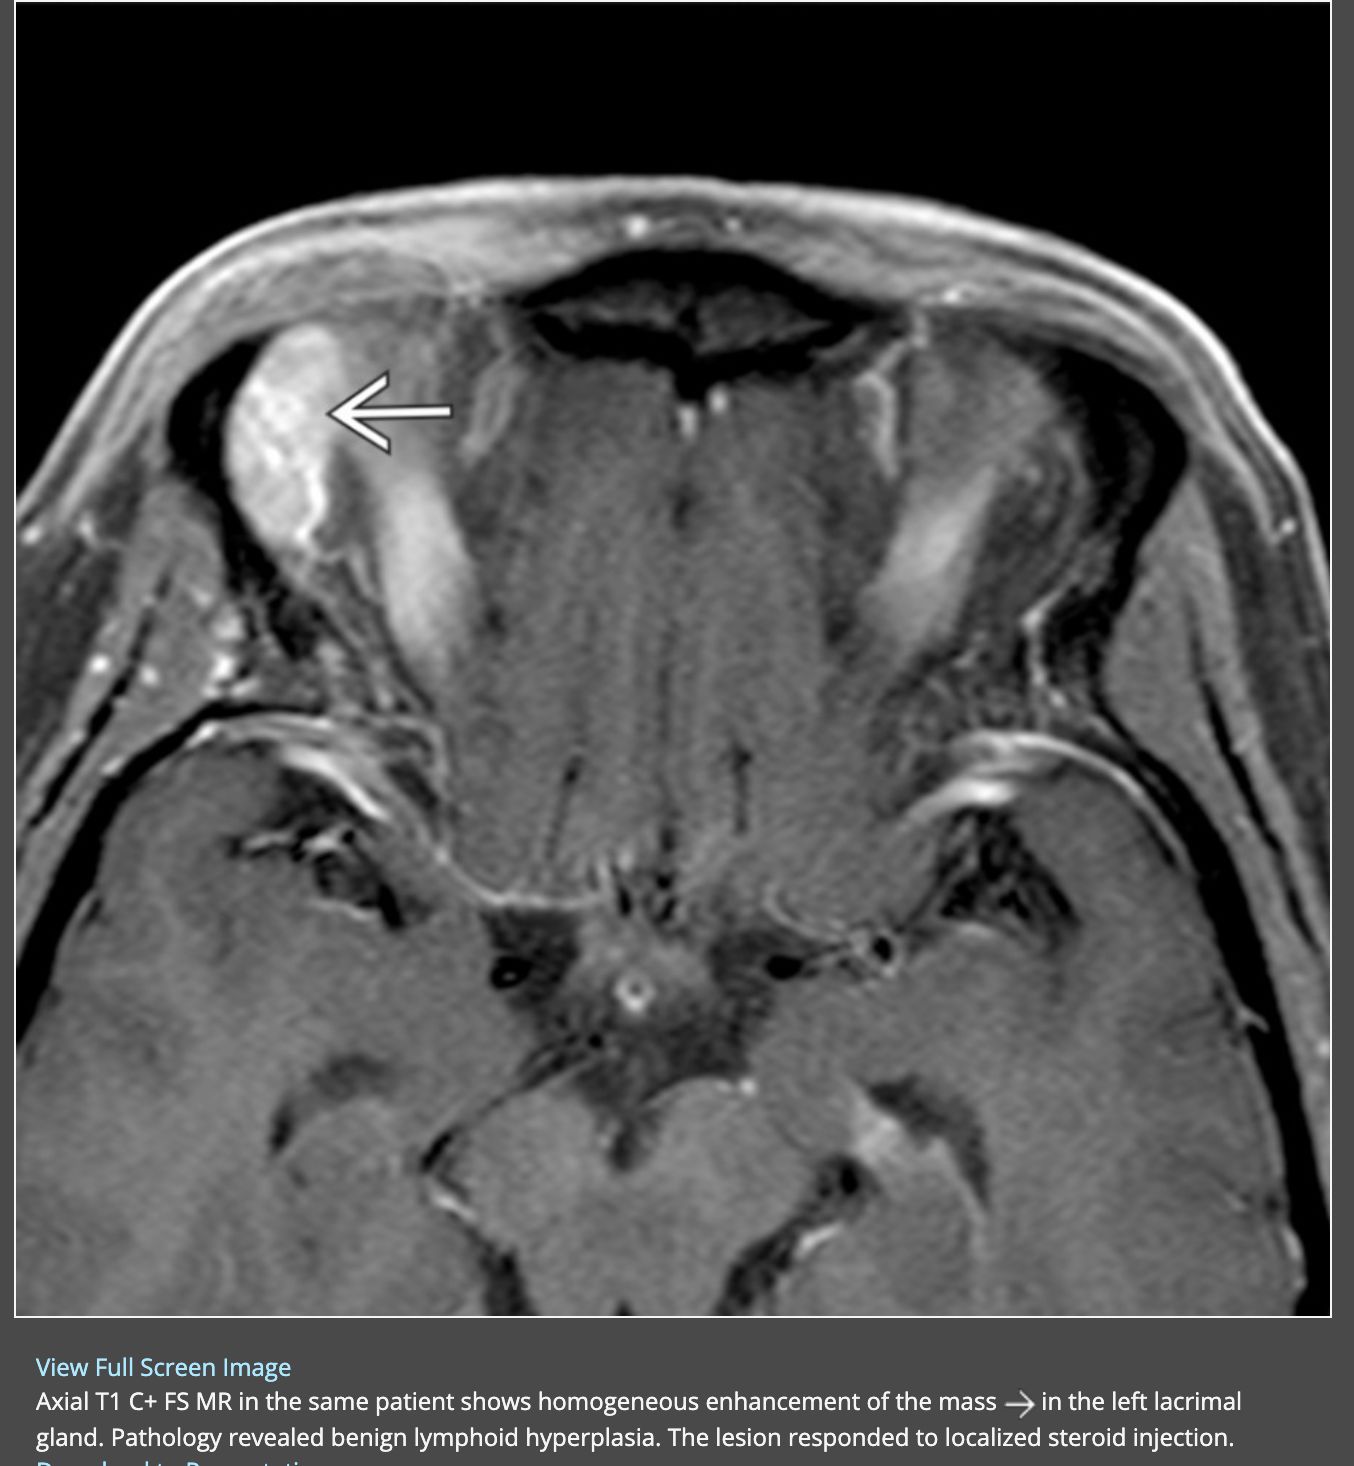 View Full Screen Image
Axial T1 C+ FS MR in the same patient shows homogeneous enhancement of the mass → in the left lacrimal
gland. Pathology revealed benign lymphoid hyperplasia. The lesion responded to localized steroid injection.